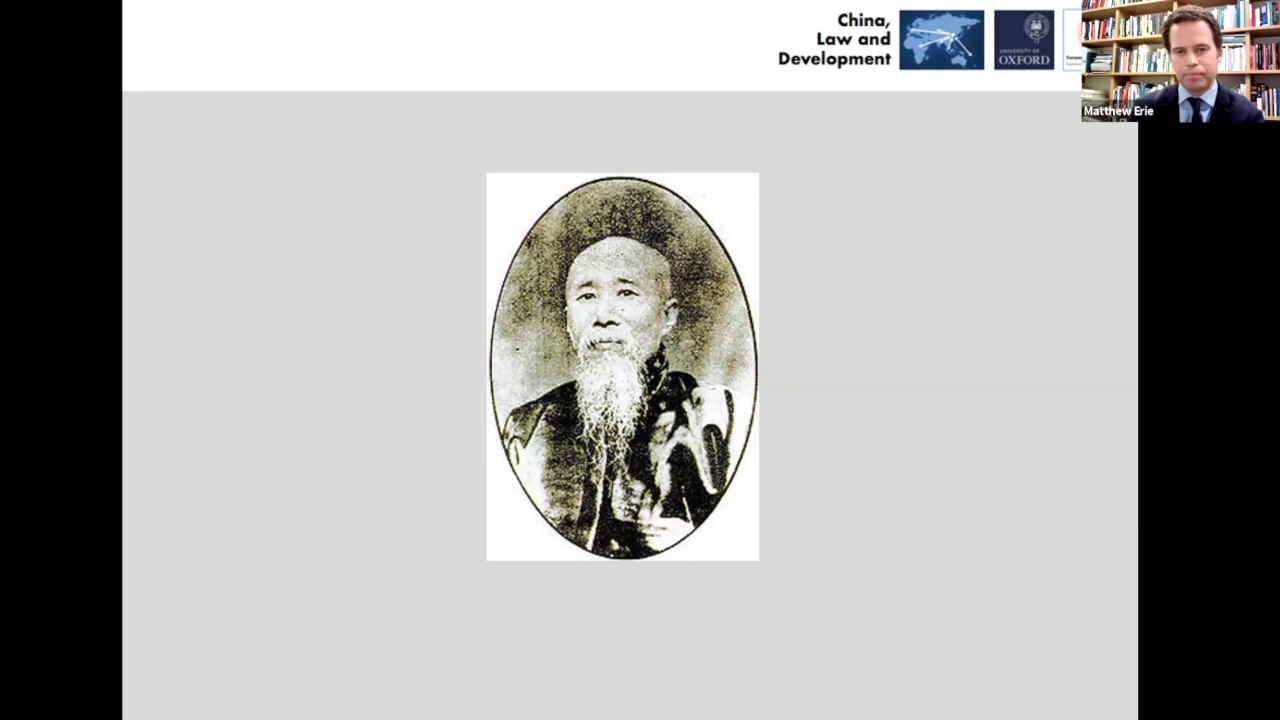 China,
Law and
Development
UNIVERSITY OF
OXFORD
Matthew Erie